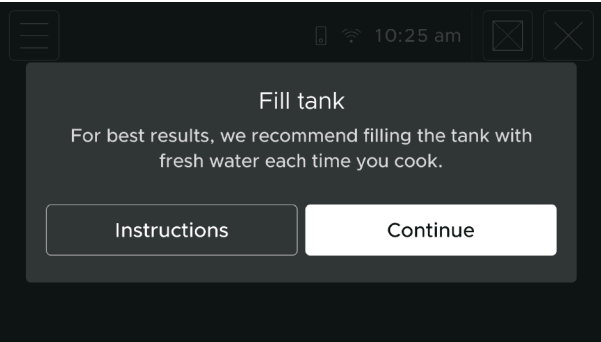 10:25 am
Fill tank
For best results, we recommend filling the tank with
fresh water each time you cook.
Instructions
Continue